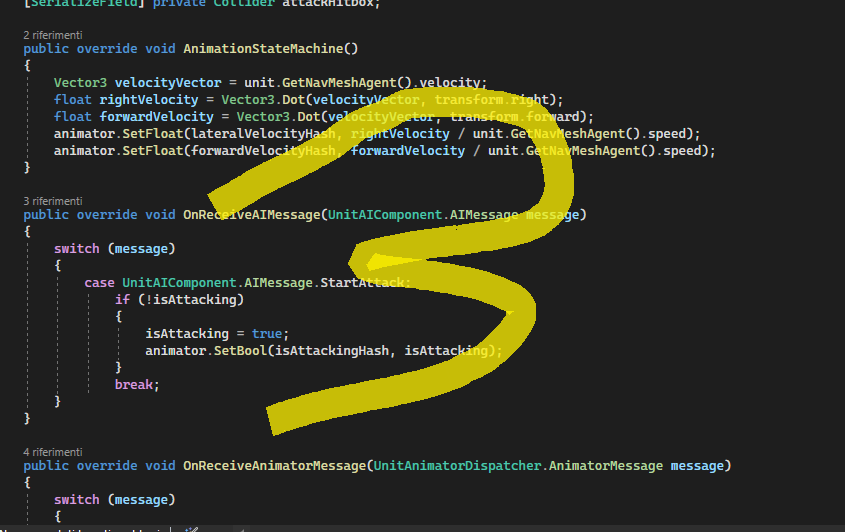 [SerializeField] private Collider attackHitbox;
2 riferimenti
public override void AnimationStateMachine()
{
Vector3 velocityVector = unit.GetNavMeshAgent().velocity;
float rightVelocity = Vector3.Dot(velocityVector, transform.right);
float forwardVelocity = Vector3.Dot(velocityVector, transform.forward);
animator.SetFloat(lateralVelocityHash, rightVelocity / unit.GetNavMeshAgent().speed);
animator.SetFloat(forwardVelocityHash, forwardVelocity / unit.GetNavMeshAgent().speed);
}
3 riferimenti
public override void OnReceiveAIMessage(UnitAIComponent.AIMessage message)
{
switch (message)
{
case UnitAIComponent.AIMessage.StartAttack:
if (!isAttacking)
{
isAttacking = true;
animator.SetBool(isAttackingHash, isAttacking);
}
break;
}
}
3
4 riferimenti
public override void OnReceiveAnimatorMessage(UnitAnimatorDispatcher.AnimatorMessage message)
{
switch (message)
{